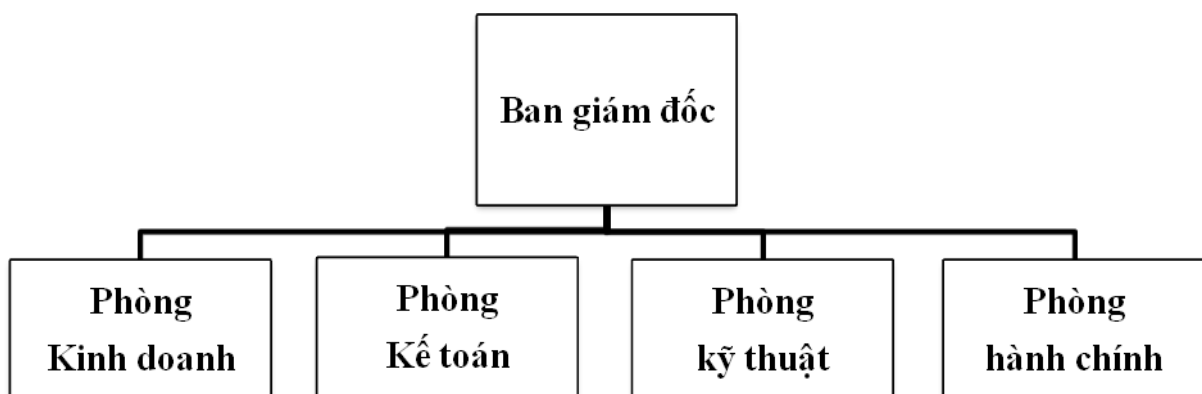 Ban giám đốc
Phòng
Kinh doanh
Phòng
Kế toán
Phòng
kỹ thuật
Phòng
hành chính